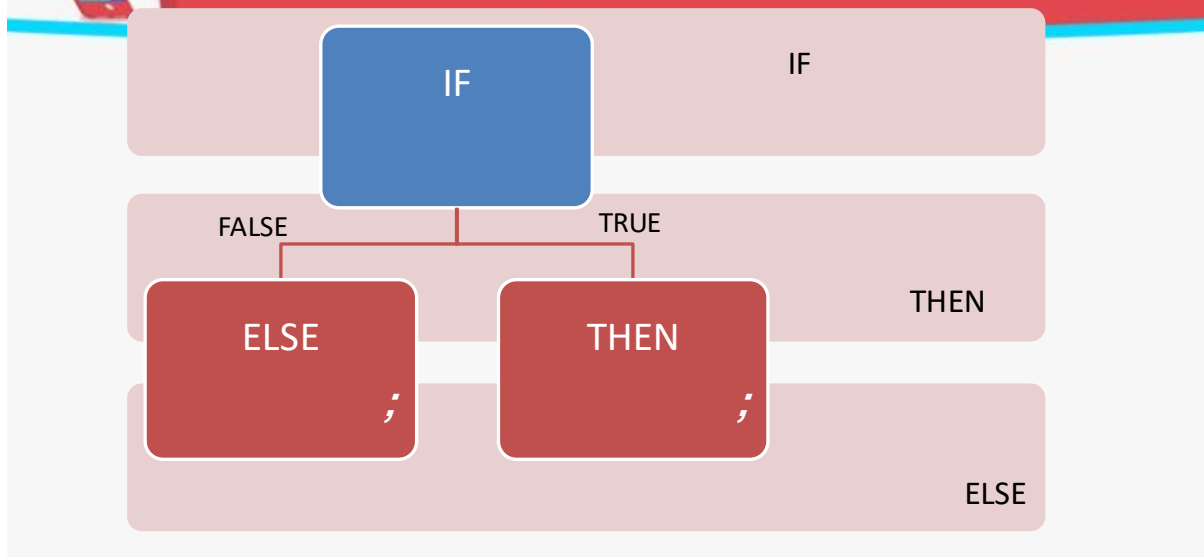 IF
IF
FALSE
TRUE
THEN
ELSE
;
THEN
;
ELSE